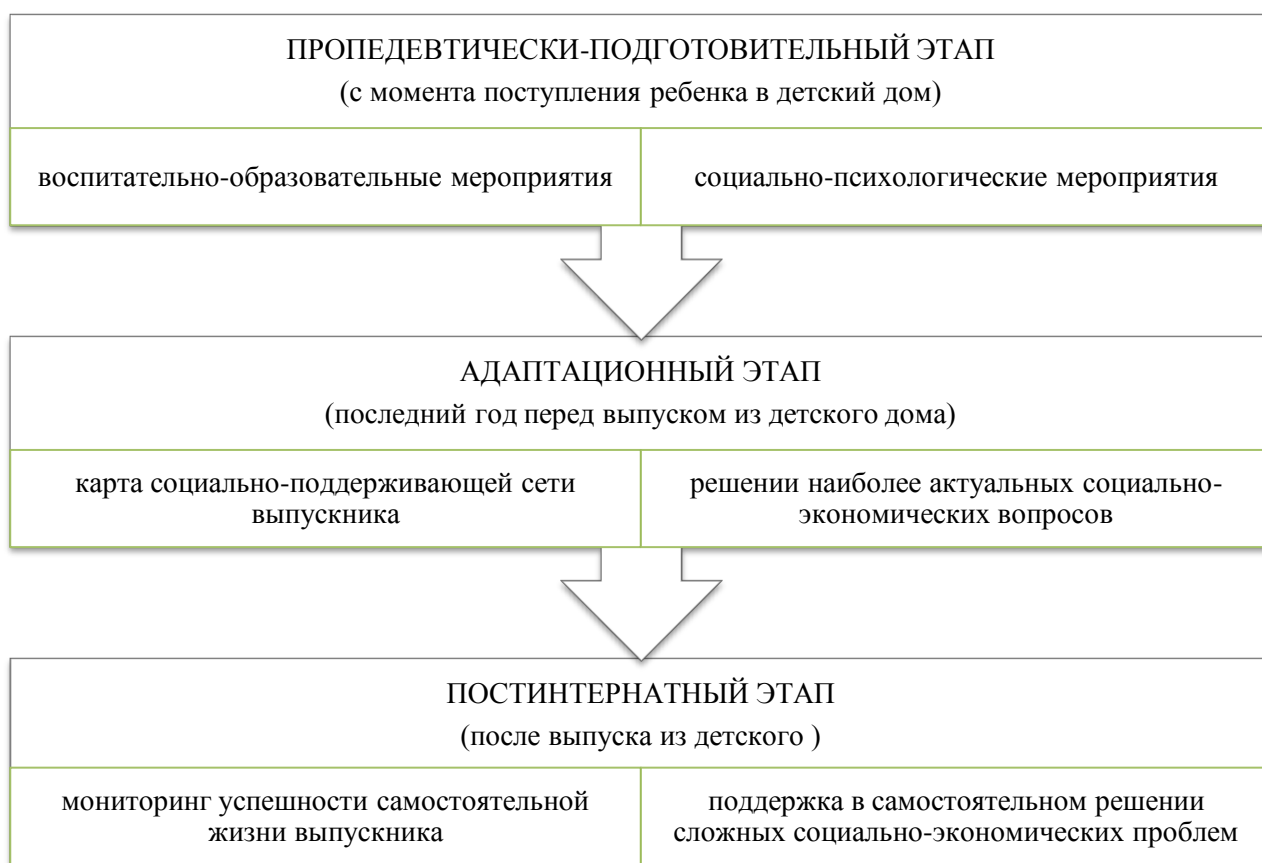 ПРОПЕДЕВТИЧЕСКИ-ПОДГОТОВИТЕЛЬНЫЙ ЭТАП
(с момента поступления ребенка в детский дом)
воспитательно-образовательные мероприятия
социально-психологические мероприятия
АДАПТАЦИОННЫЙ ЭТАП
(последний год перед выпуском из детского дома)
карта социально-поддерживающей сети
выпускника
решении наиболее актуальных социально-
экономических вопросов
ПОСТИНТЕРНАТНЫЙ ЭТАП
(после выпуска из детского )
мониторинг успешности самостоятельной
жизни выпускника
поддержка в самостоятельном решении
сложных социально-экономических проблем